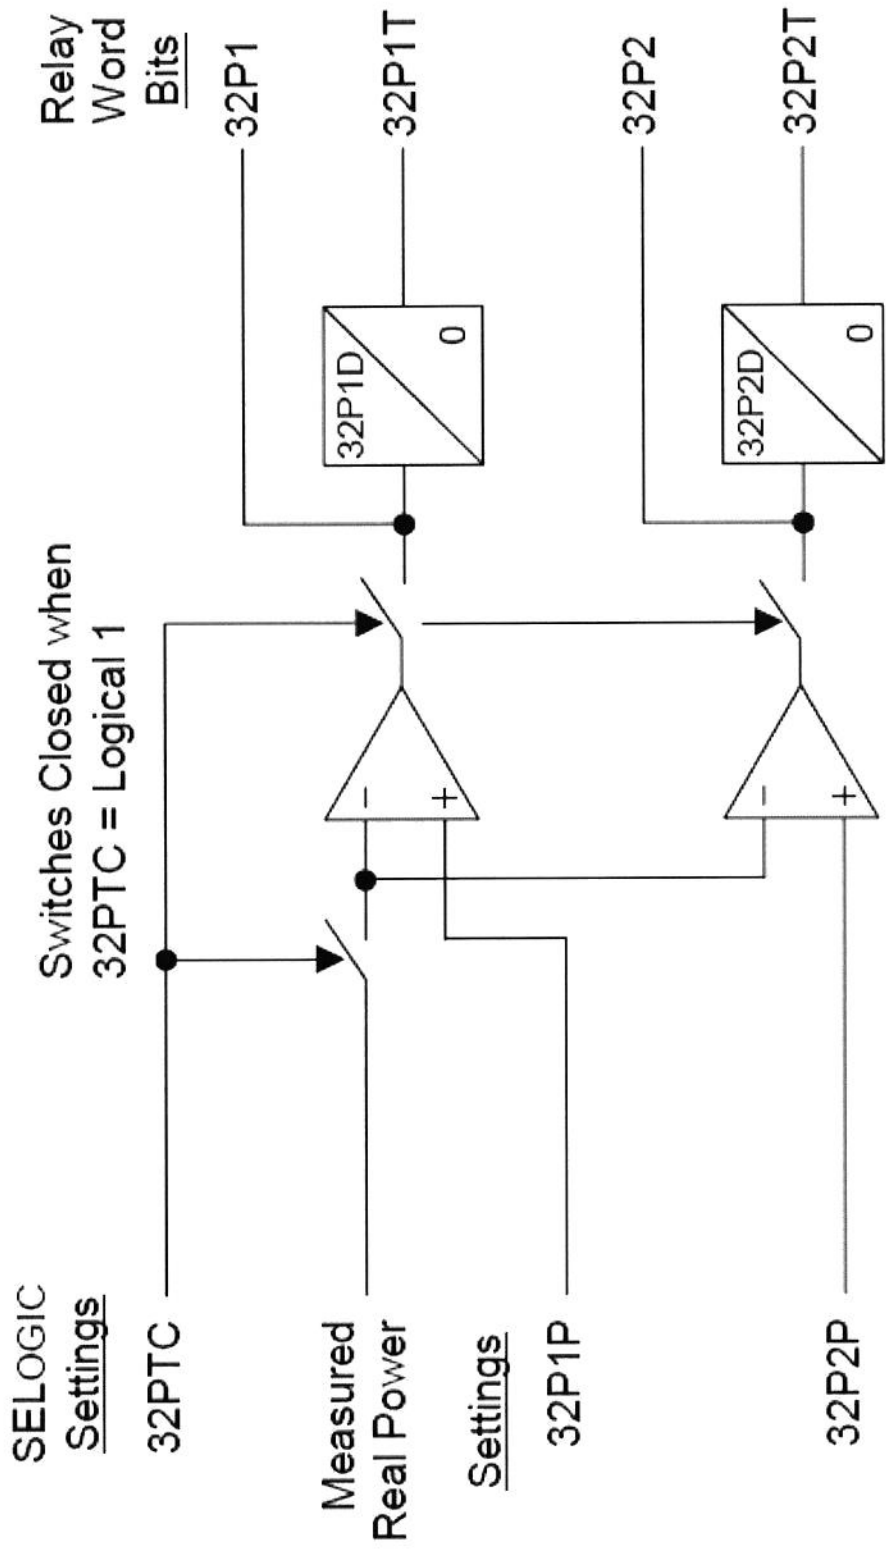 SELOGIC
Settings
32PTC
Switches Closed when
32PTC = Logical 1
Relay
Word
Bits
32P1
Measured
Real Power
-
+
32P1D
0
32P1T
Settings
32P1P
32P2
-
+
32P2D
0
32P2T
32P2P